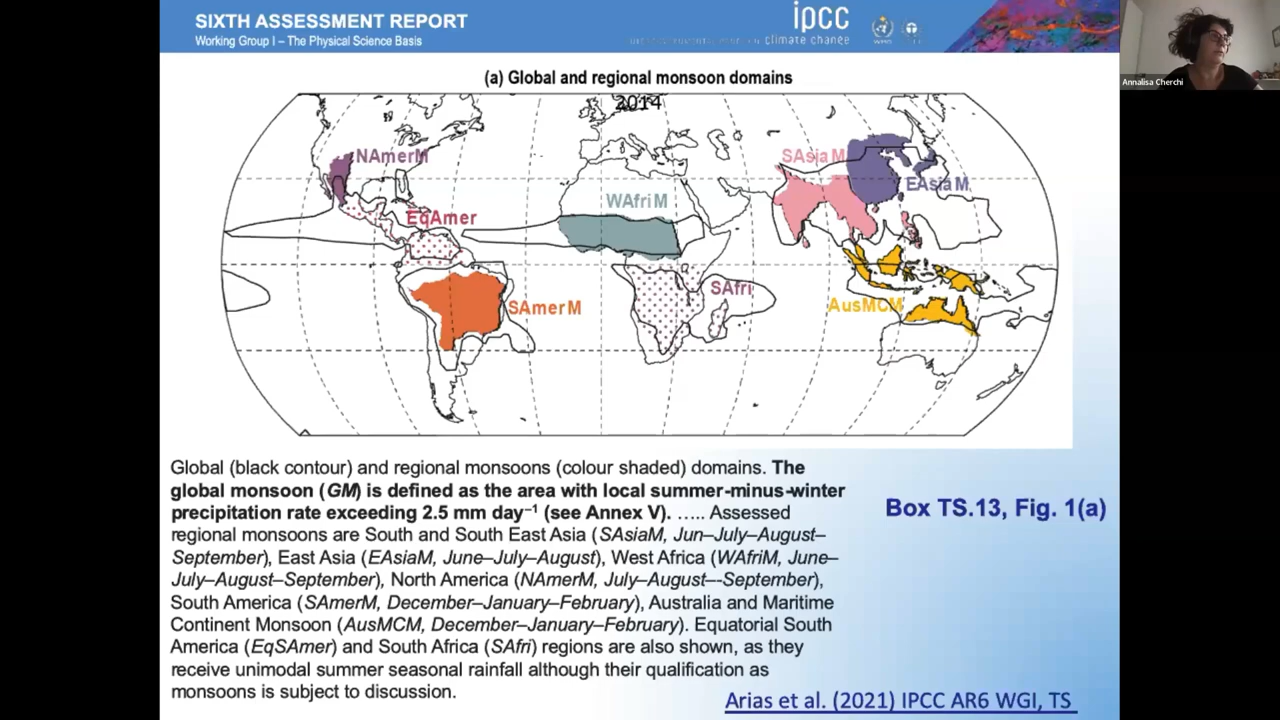 SIXTH ASSESSMENT REPORT
Working Group I – The Physical Science Basis
ipcc
climate change
WMO
Annalisa Cherchi
(a) Global and regional monsoon domains
2014
NAmerM
SAsiaM
EAsiaM
WAfriM
EqAmer
SAfri
SAmerM
AusMCM
Global (black contour) and regional monsoons (colour shaded) domains. The
global monsoon (GM) is defined as the area with local summer-minus-winter
precipitation rate exceeding 2.5 mm day⁻¹ (see Annex V). ….. Assessed
regional monsoons are South and South East Asia (SAsiaM, Jun–July–August–
September), East Asia (EAsiaM, June–July–August), West Africa (WAfriM, June–
July–August–September), North America (NAmerM, July–August–-September),
South America (SAmerM, December–January–February), Australia and Maritime
Continent Monsoon (AusMCM, December–January–February). Equatorial South
America (EqSAmer) and South Africa (SAfri) regions are also shown, as they
receive unimodal summer seasonal rainfall although their qualification as
monsoons is subject to discussion.
Box TS.13, Fig. 1(a)
Arias et al. (2021) IPCC AR6 WGI, TS